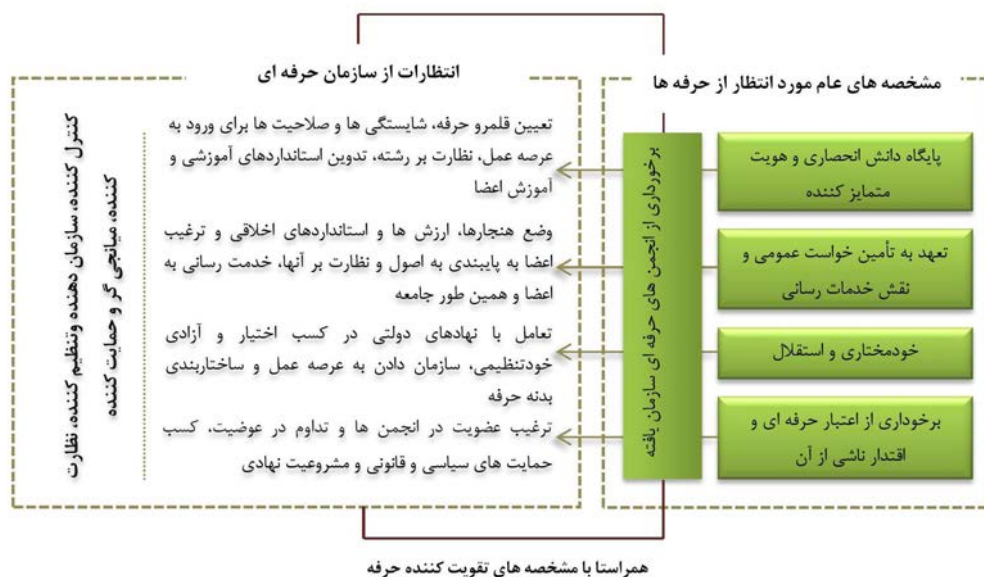 مشخصه های عام مورد انتظار از حرفه ها
پایگاه دانش انحصاری و هویت
متمایز کننده
تعهد به تأمین خواست عمومی و
نقش خدمات رسانی
خودمختاری و استقلال
برخوداری از اعتبار حرفه ای و
اقتدار ناشی از آن
برخورداری از انجمن های حرفه ای سازمان یافته
انتظارات از سازمان حرفه ای
تعیین قلمرو حرفه، شایستگی ها و صلاحیت ها برای ورود به
عرصه عمل، نظارت بر رشته، تدوین استانداردهای آموزشی و
آموزش اعضا
وضع هنجارها، ارزش ها و استانداردهای اخلاقی و ترغیب
اعضا به پایبندی به اصول و نظارت بر آنها، خدمت رسانی به
اعضا و همین طور جامعه
تعامل با نهادهای دولتی در کسب اختیار و آزادی
خودتنظیمی، سازمان دادن به عرصه عمل و ساختاربندی
بدنه حرفه
ترغیب عضویت در انجمن ها و تداوم در عوضیت، کسب
حمایت های سیاسی و قانونی و مشروعیت نهادی
کنترل کننده، سازمان دهنده وتنظیم کننده، نظارت
کننده، میانجی گر و حمایت کننده
همراستا با مشخصه های تقویت کننده حرفه